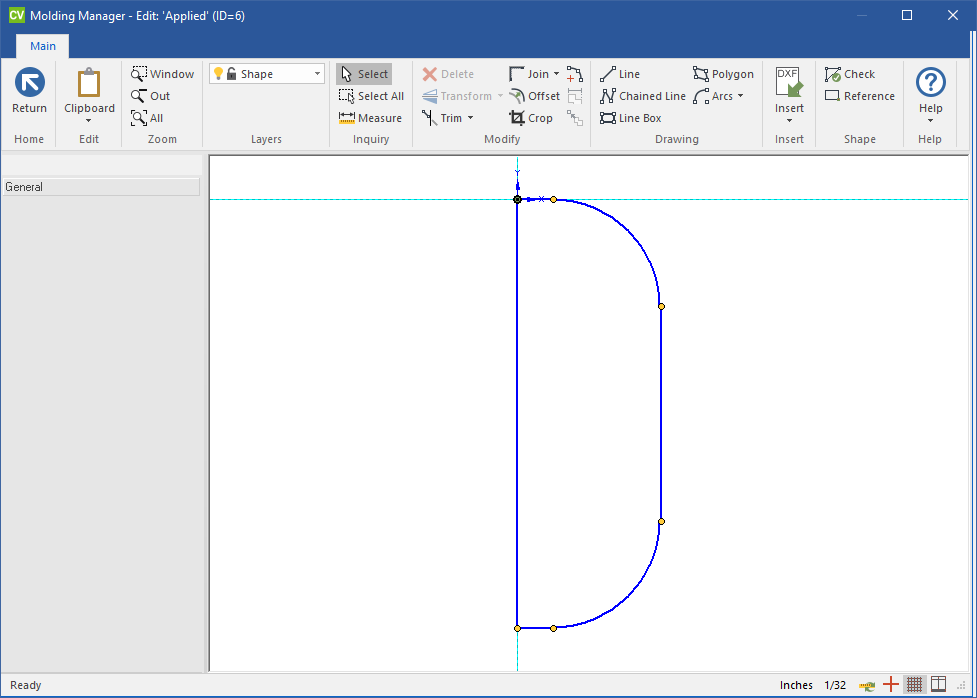 CV Molding Manager - Edit: 'Applied' (ID=6)
Main
Return
Home
Clipboard
Edit
Window
Out
All
Zoom
Shape
Layers
Select
Select All
Measure
Inquiry
Delete
Transform
Trim
Join
Offset
Crop
Modify
Line
Chained Line
Line Box
Polygon
Arcs
Drawing
DXF
Insert
Insert
Check
Reference
Shape
Help
Help
General
Y
X
Ready
Inches 1/32